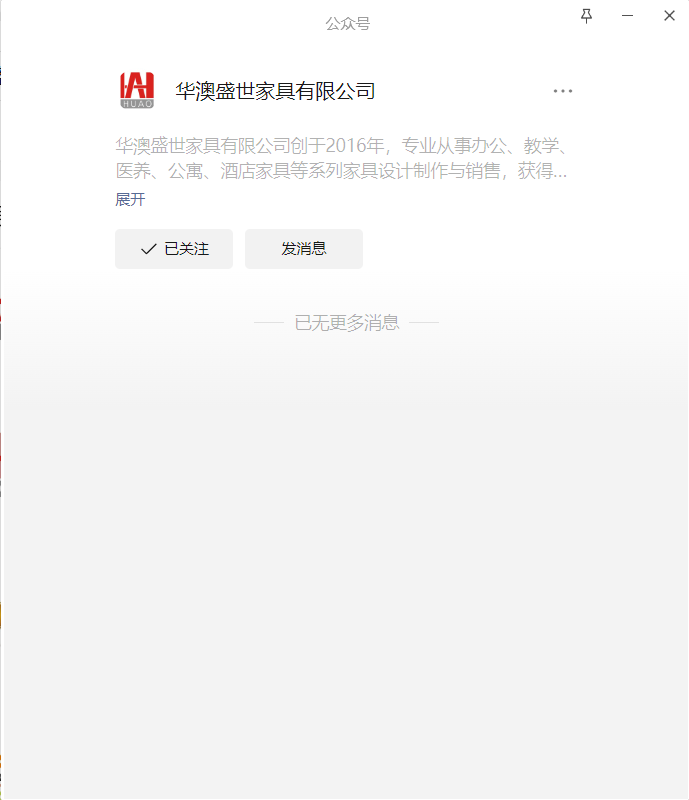 公众号
华澳盛世家具有限公司
HUAO
华澳盛世家具有限公司创于2016年，专业从事办公、教学、
医养、公寓、酒店家具等系列家具设计制作与销售，获得...
展开
已关注
发消息
已无更多消息